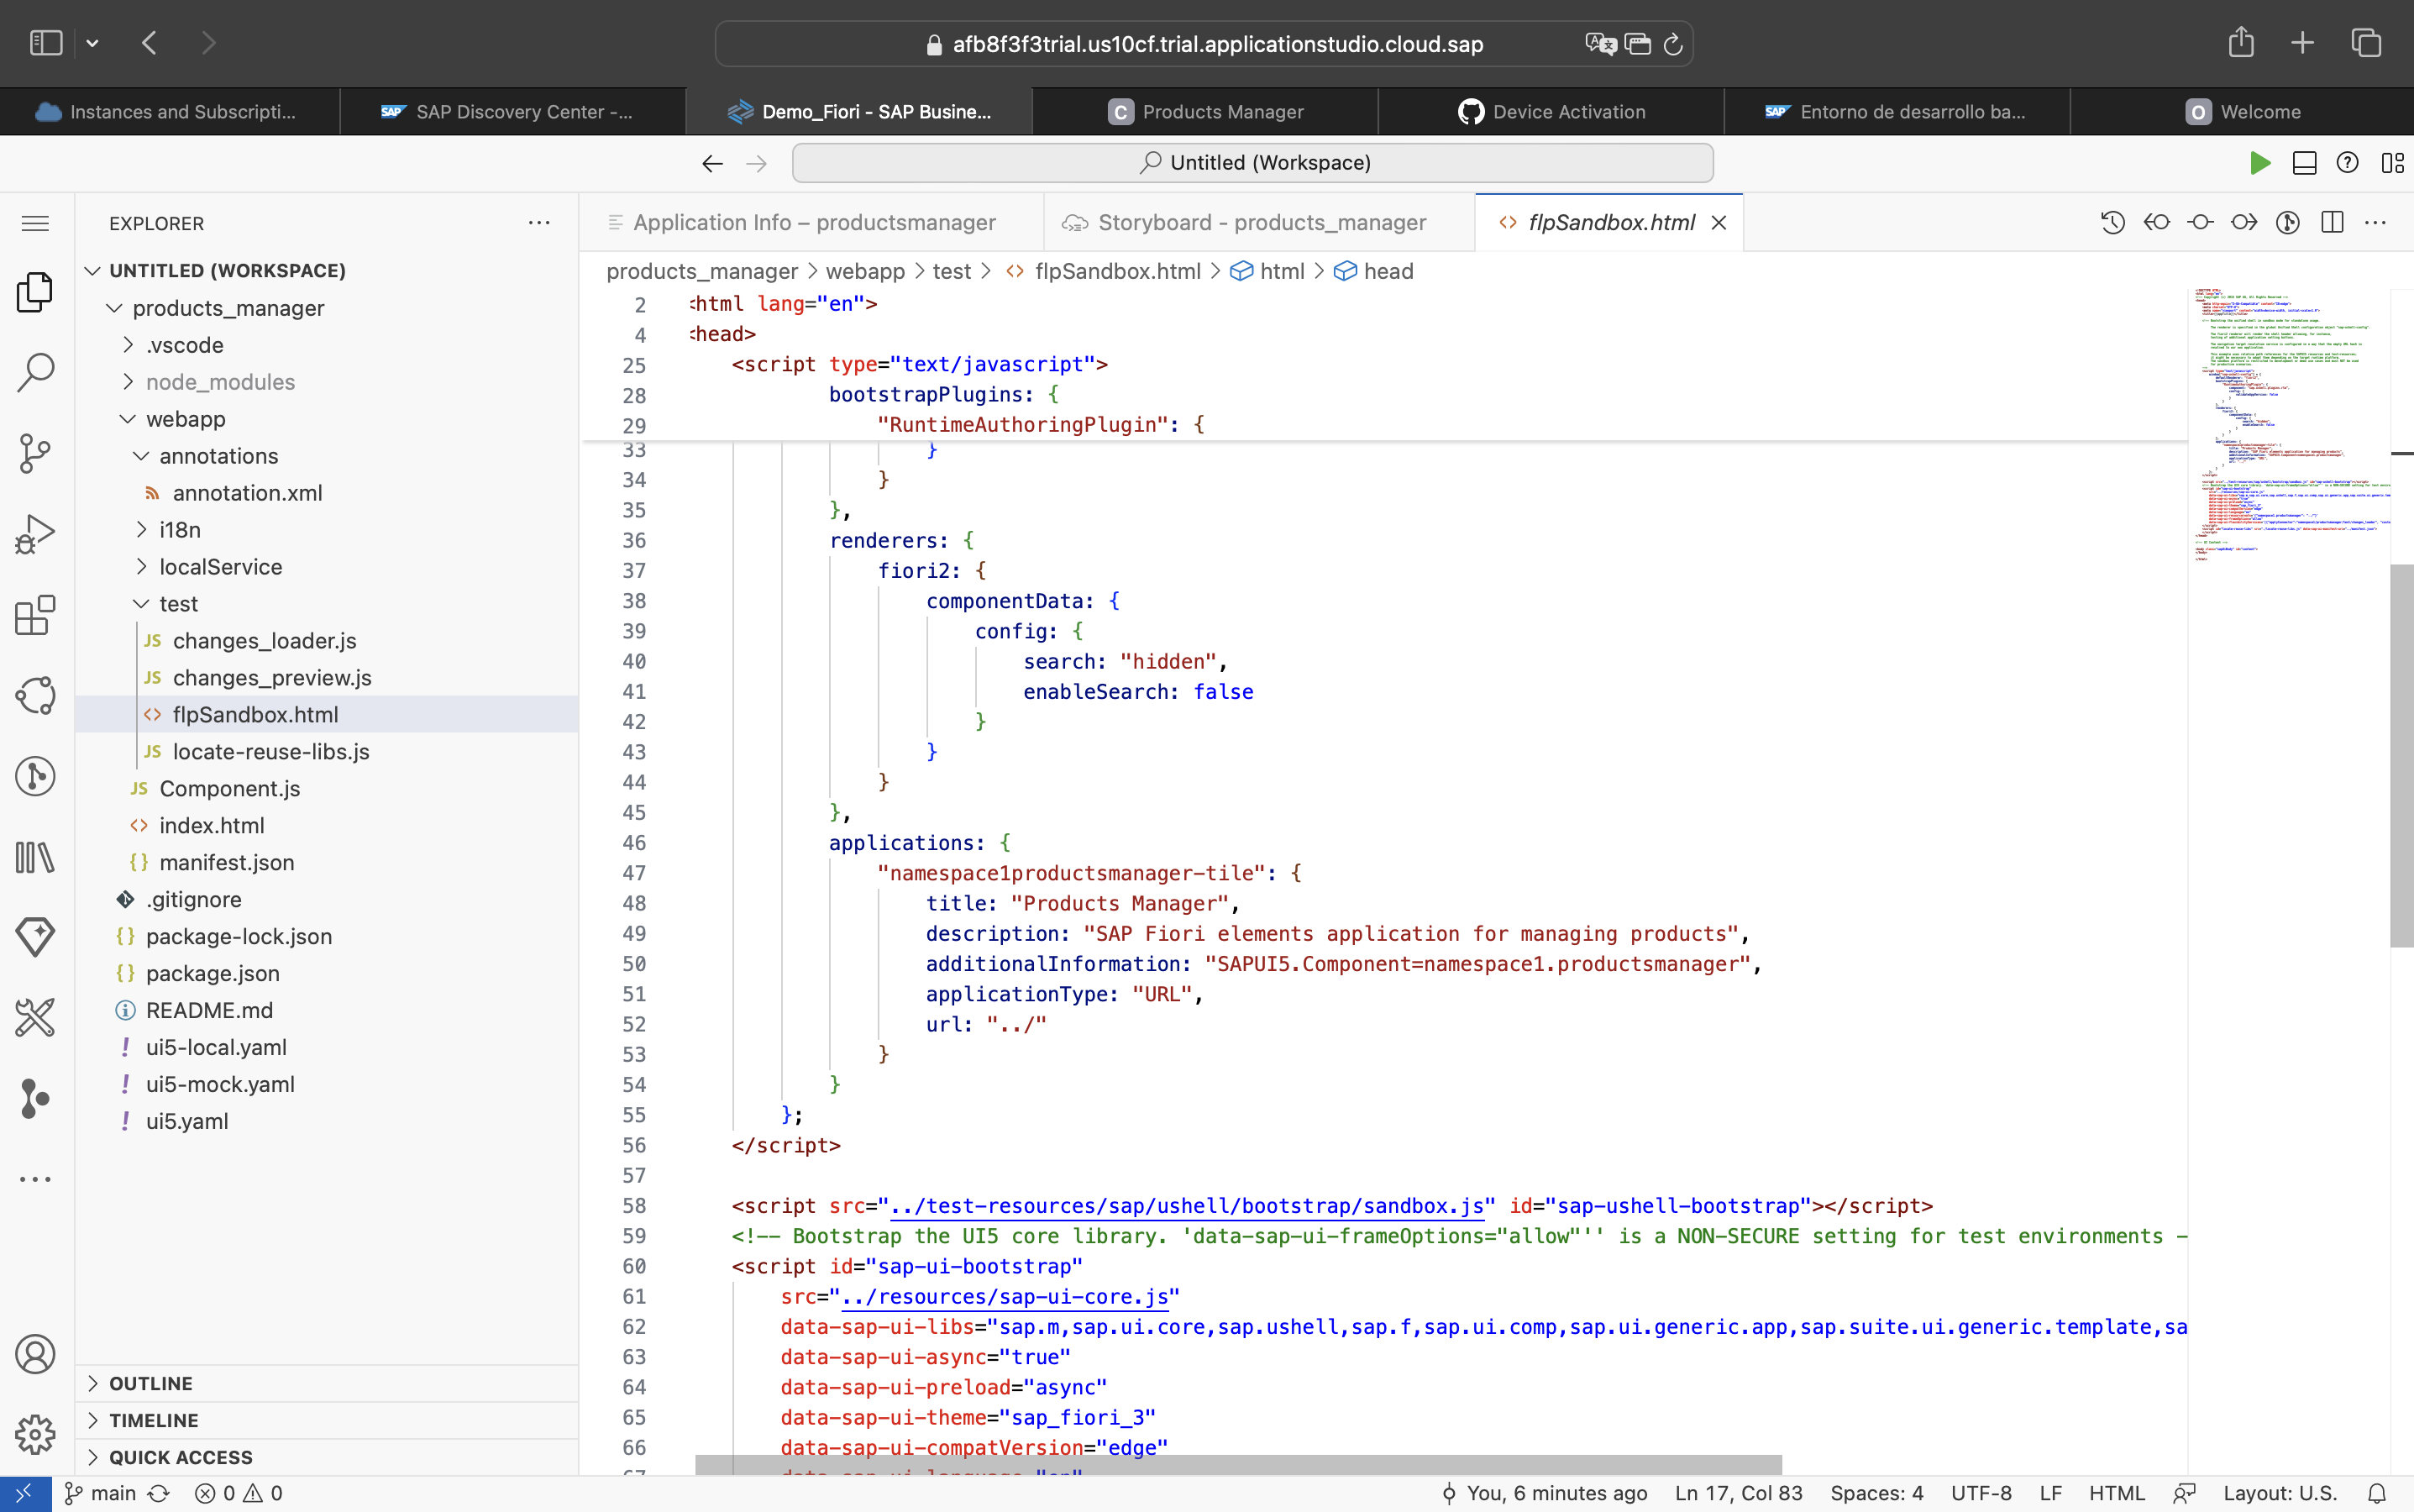 afb8f3f3trial.us10cf.trial.applicationstudio.cloud.sap
Instances and Subscripti...
SAP Discovery Center -...
Demo_Fiori - SAP Busine...
C Products Manager
Device Activation
SAP Entorno de desarrollo ba...
O Welcome
Untitled (Workspace)
EXPLORER
UNTITLED (WORKSPACE)
products_manager
.vscode
node_modules
webapp
annotations
annotation.xml
i18n
localService
test
JS changes_loader.js
JS changes_preview.js
<> flpSandbox.html
JS locate-reuse-libs.js
JS Component.js
<> index.html
{} manifest.json
.gitignore
{} package-lock.json
{} package.json
README.md
! ui5-local.yaml
! ui5-mock.yaml
! ui5.yaml
OUTLINE
TIMELINE
QUICK ACCESS
Application Info – productsmanager
Storyboard - products_manager
<> flpSandbox.html
products_manager > webapp > test > <> flpSandbox.html > html > head
2 <html lang="en">
4 <head>
25 <script type="text/javascript">
28 bootstrapPlugins: {
29 "RuntimeAuthoringPlugin": {
33 }
34 }
35 },
36 renderers: {
37 fiori2: {
38 componentData: {
39 config: {
40 search: "hidden",
41 enableSearch: false
42 }
43 }
44 }
45 },
46 applications: {
47 "namespace1productsmanager-tile": {
48 title: "Products Manager",
49 description: "SAP Fiori elements application for managing products",
50 additionalInformation: "SAPUI5.Component=namespace1.productsmanager",
51 applicationType: "URL",
52 url: "../"
53 }
54 }
55 };
56 </script>
57
58 <script src="../test-resources/sap/ushell/bootstrap/sandbox.js" id="sap-ushell-bootstrap"></script>
59 <!-- Bootstrap the UI5 core library. 'data-sap-ui-frameOptions="allow"'' is a NON-SECURE setting for test environments -
60 <script id="sap-ui-bootstrap"
61 src="../resources/sap-ui-core.js"
62 data-sap-ui-libs="sap.m,sap.ui.core,sap.ushell,sap.f,sap.ui.comp,sap.ui.generic.app,sap.suite.ui.generic.template,sa
63 data-sap-ui-async="true"
64 data-sap-ui-preload="async"
65 data-sap-ui-theme="sap_fiori_3"
66 data-sap-ui-compatVersion="edge"
main
0 0
You, 6 minutes ago
Ln 17, Col 83
Spaces: 4
UTF-8
LF
HTML
Layout: U.S.